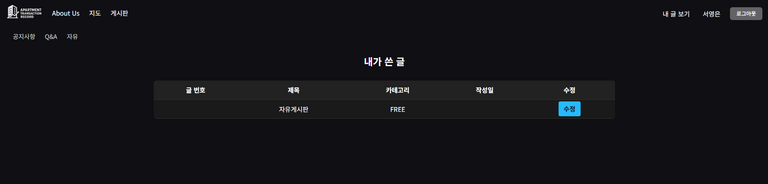 APARTMENT
TRANSACTION
RECORD
About Us 지도 게시판 내 글 보기 서영은 로그아웃
공지사항 Q&A 자유
내가 쓴 글
글 번호 제목 카테고리 작성일 수정
자유게시판 FREE 수정